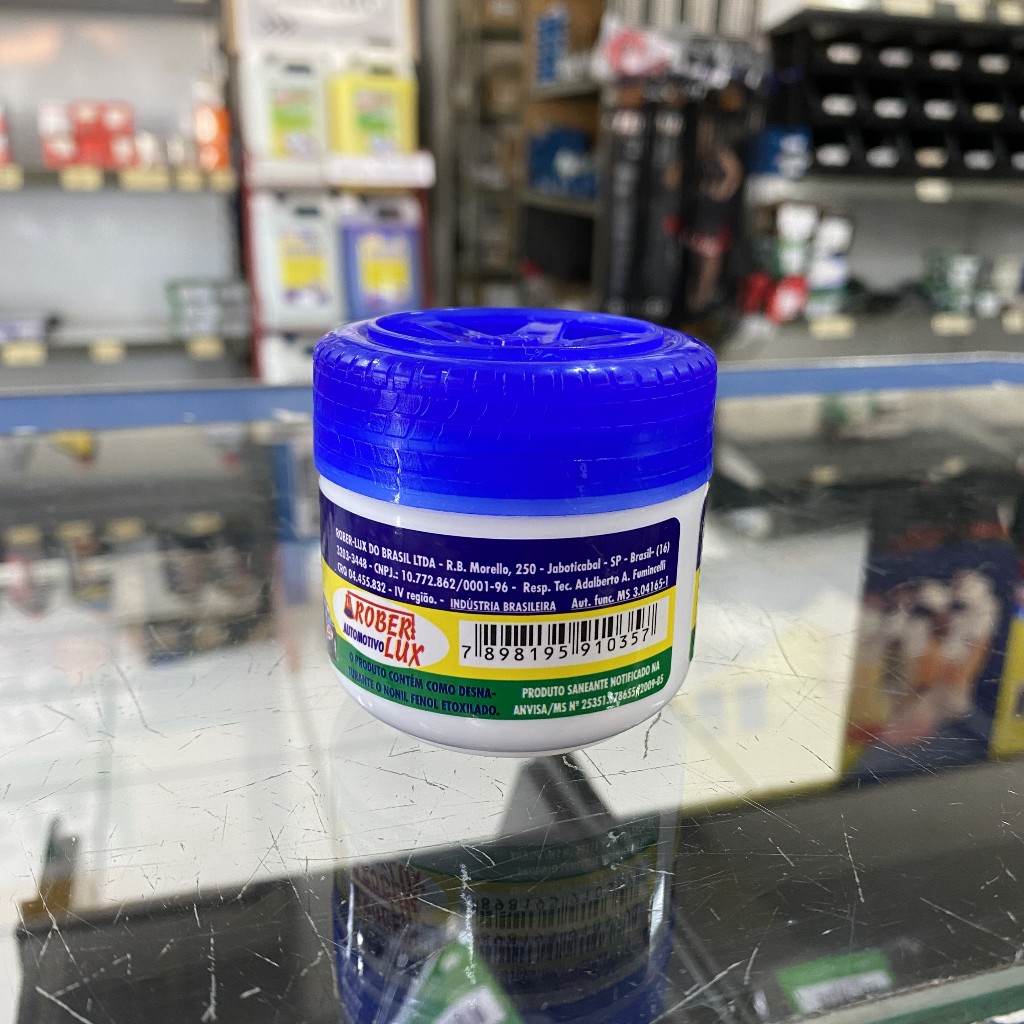 ROBER-LUX DO BRASIL LTDA - R.B. Morello, 250 - Jaboticabal - SP - Brasil- (16)
3203-3448 - CNPJ.: 10.772.862/0001-96 - Resp. Tec. Adalberto A. Fumincelli
CRQ 04.455.832 - IV região. - INDÚSTRIA BRASILEIRA Aut. func. MS 3.04165-1
ROBER
AUTOMOTIVO LUX
7 898195 910357
O PRODUTO CONTÉM COMO DESNA-
TURANTE O NONIL FENOL ETOXILADO.
PRODUTO SANEANTE NOTIFICADO NA
ANVISA/MS Nº